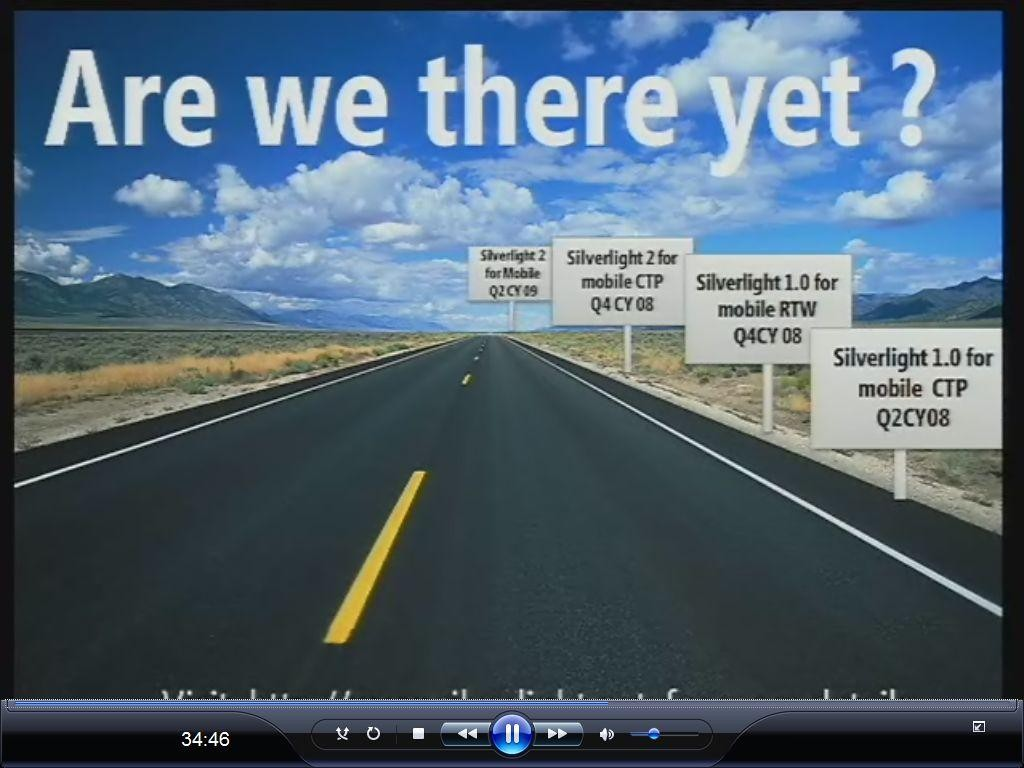 Are we there yet ?
Silverlight 2
for Mobile
Q2 CY 09
Silverlight 2 for
mobile CTP
Q4 CY 08
Silverlight 1.0 for
mobile RTW
Q4CY 08
Silverlight 1.0 for
mobile CTP
Q2CY08
34:46